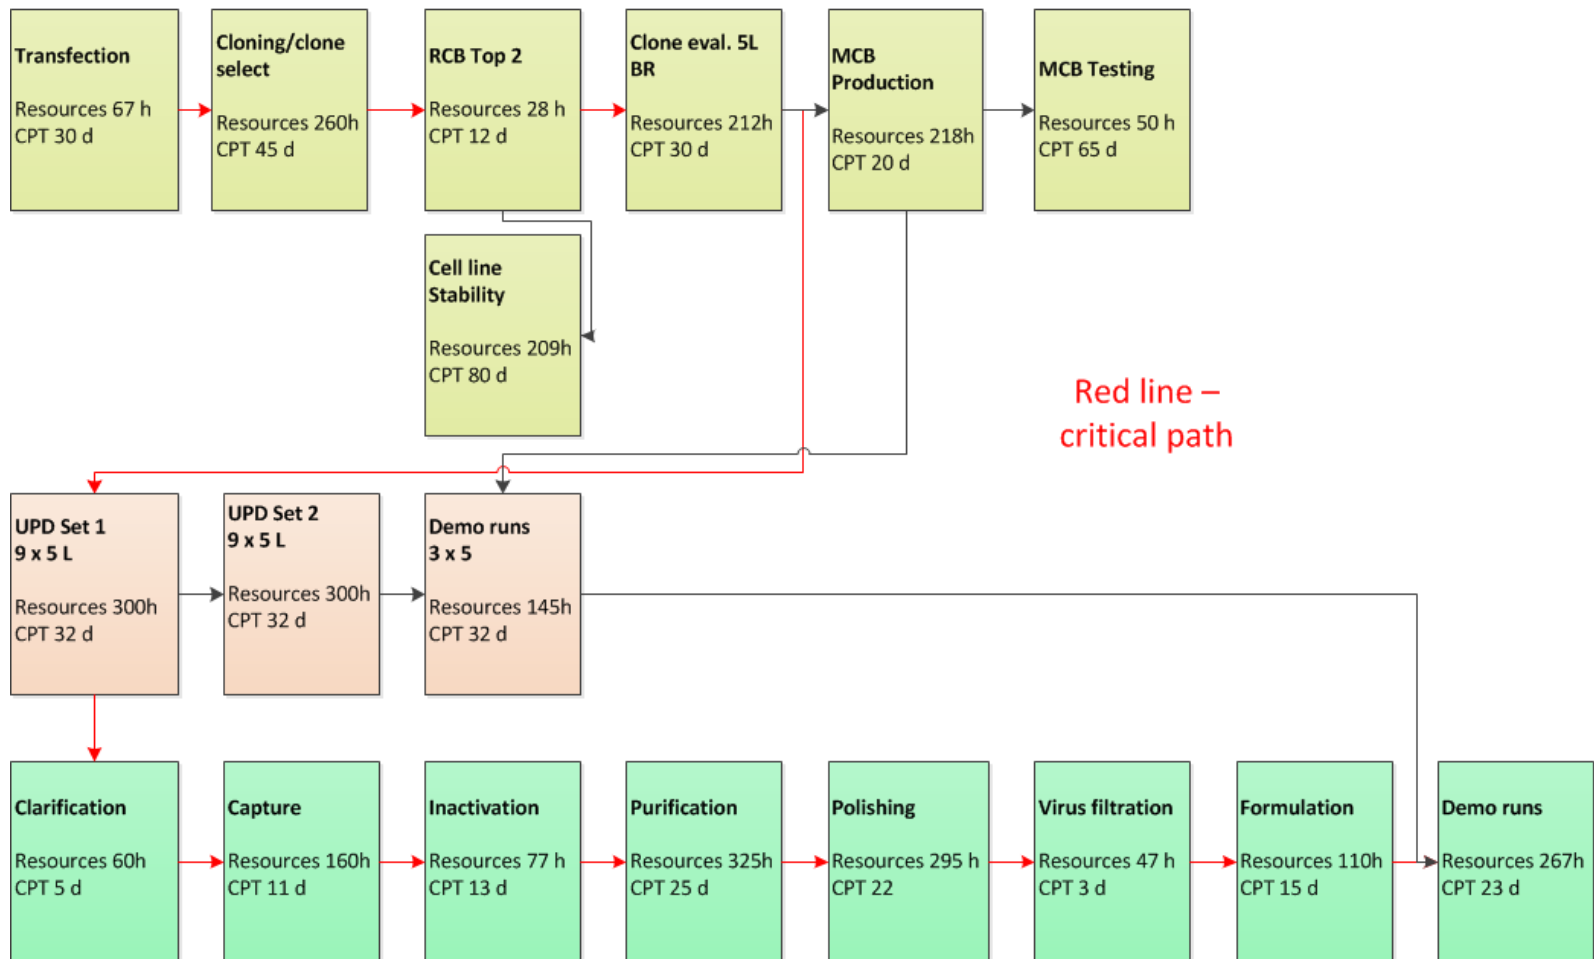 Transfection
Resources 67 h
CPT 30 d
Cloning/clone
select
Resources 260h
CPT 45 d
RCB Top 2
Resources 28 h
CPT 12 d
Clone eval. 5L
BR
Resources 212h
CPT 30 d
MCB
Production
Resources 218h
CPT 20 d
MCB Testing
Resources 50 h
CPT 65 d
Cell line
Stability
Resources 209h
CPT 80 d
Red line –
critical path
UPD Set 1
9 x 5 L
Resources 300h
CPT 32 d
UPD Set 2
9 x 5 L
Resources 300h
CPT 32 d
Demo runs
3 x 5
Resources 145h
CPT 32 d
Clarification
Resources 60h
CPT 5 d
Capture
Resources 160h
CPT 11 d
Inactivation
Resources 77 h
CPT 13 d
Purification
Resources 325h
CPT 25 d
Polishing
Resources 295 h
CPT 22
Virus filtration
Resources 47 h
CPT 3 d
Formulation
Resources 110h
CPT 15 d
Demo runs
Resources 267h
CPT 23 d